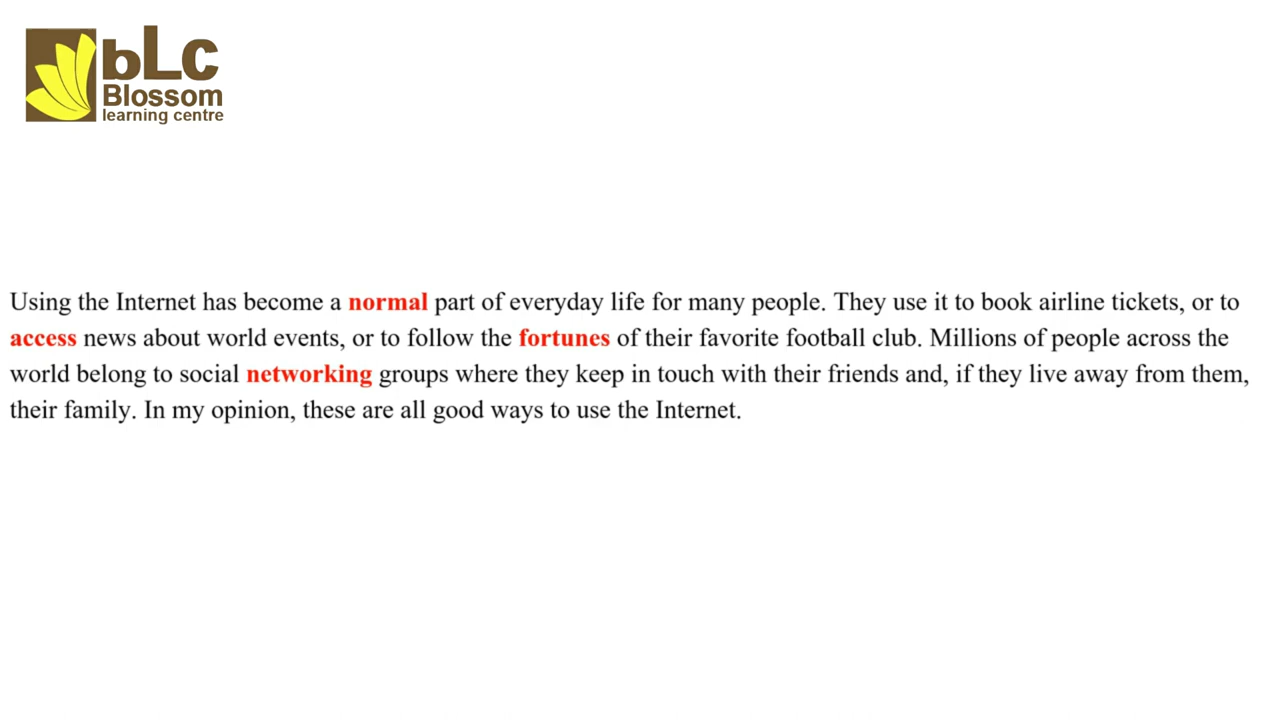 bLc
Blossom
learning centre
Using the Internet has become a normal part of everyday life for many people. They use it to book airline tickets, or to
access news about world events, or to follow the fortunes of their favorite football club. Millions of people across the
world belong to social networking groups where they keep in touch with their friends and, if they live away from them,
their family. In my opinion, these are all good ways to use the Internet.